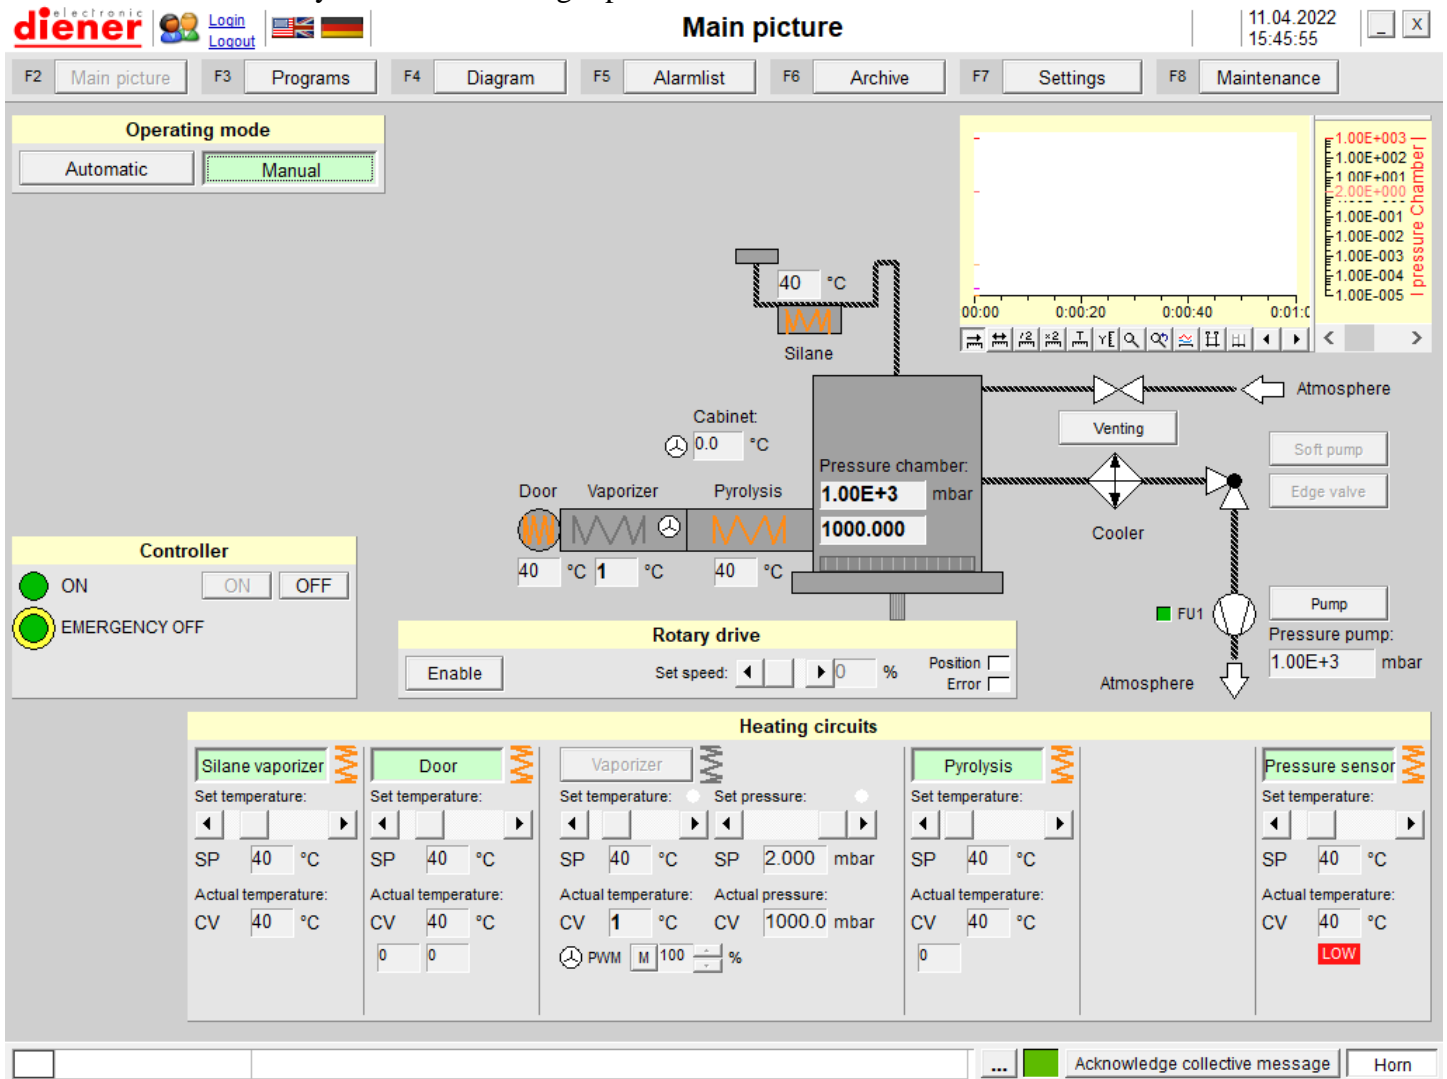 electronic
diener
Login
Logout
Main picture
11.04.2022
15:45:55
_ X
F2 Main picture F3 Programs F4 Diagram F5 Alarmlist F6 Archive F7 Settings F8 Maintenance
Operating mode
Automatic Manual
1.00E+003
1.00E+002
1.00E+001
2.00E+000
1.00E-001
1.00E-002
1.00E-003
1.00E-004
1.00E-005
pressure Chamber
00:00 0:00:20 0:00:40 0:01:0
40 °C
Silane
Atmosphere
Venting
Cabinet:
0.0 °C
Soft pump
Edge valve
Pressure chamber:
1.00E+3 mbar
1000.000
Cooler
Door Vaporizer Pyrolysis
40 °C 1 °C 40 °C
Controller
ON ON OFF
EMERGENCY OFF
FU1
Pump
Pressure pump:
1.00E+3 mbar
Atmosphere
Rotary drive
Enable Set speed: 0 % Position
Error
Heating circuits
Silane vaporizer Door Vaporizer Pyrolysis Pressure sensor
Set temperature: Set temperature: Set temperature: Set pressure: Set temperature: Set temperature:
SP 40 °C SP 40 °C SP 40 °C SP 2.000 mbar SP 40 °C SP 40 °C
Actual temperature: Actual temperature: Actual temperature: Actual pressure: Actual temperature: Actual temperature:
CV 40 °C CV 40 °C CV 1 °C CV 1000.0 mbar CV 40 °C CV 40 °C
0 0 PWM M 100 % 0 LOW
... Acknowledge collective message Horn